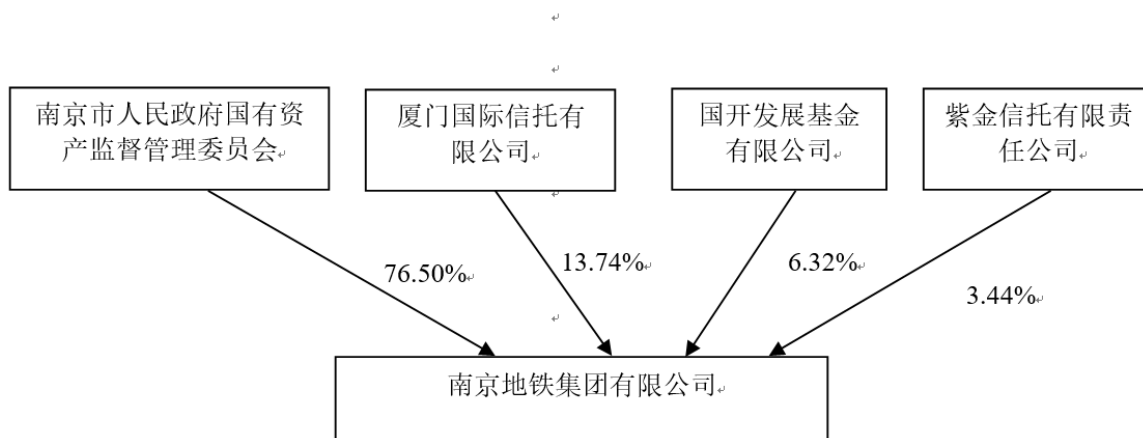 南京市人民政府国有资
产监督管理委员会
厦门国际信托有
限公司
国开发展基金
有限公司
紫金信托有限责
任公司
76.50%
13.74%
6.32%
3.44%
南京地铁集团有限公司